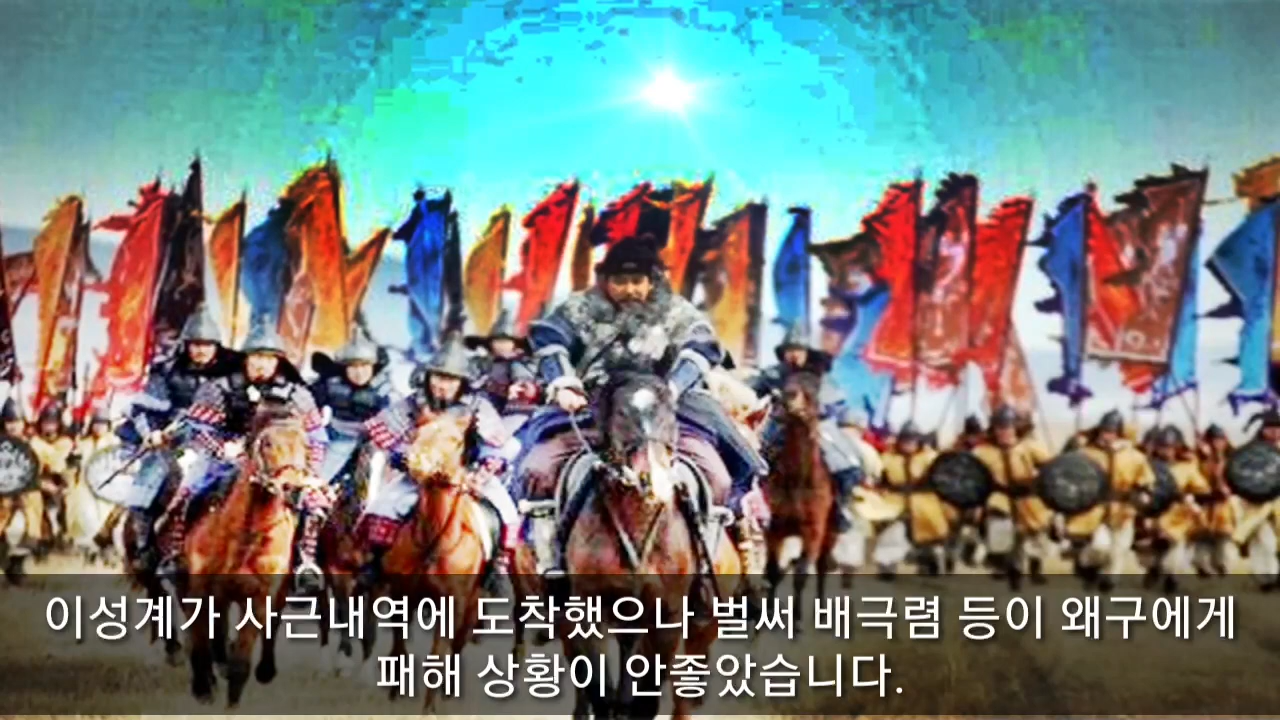 이성계가 사근내역에 도착했으나 벌써 배극렴 등이 왜구에게
패해 상황이 안좋았습니다.